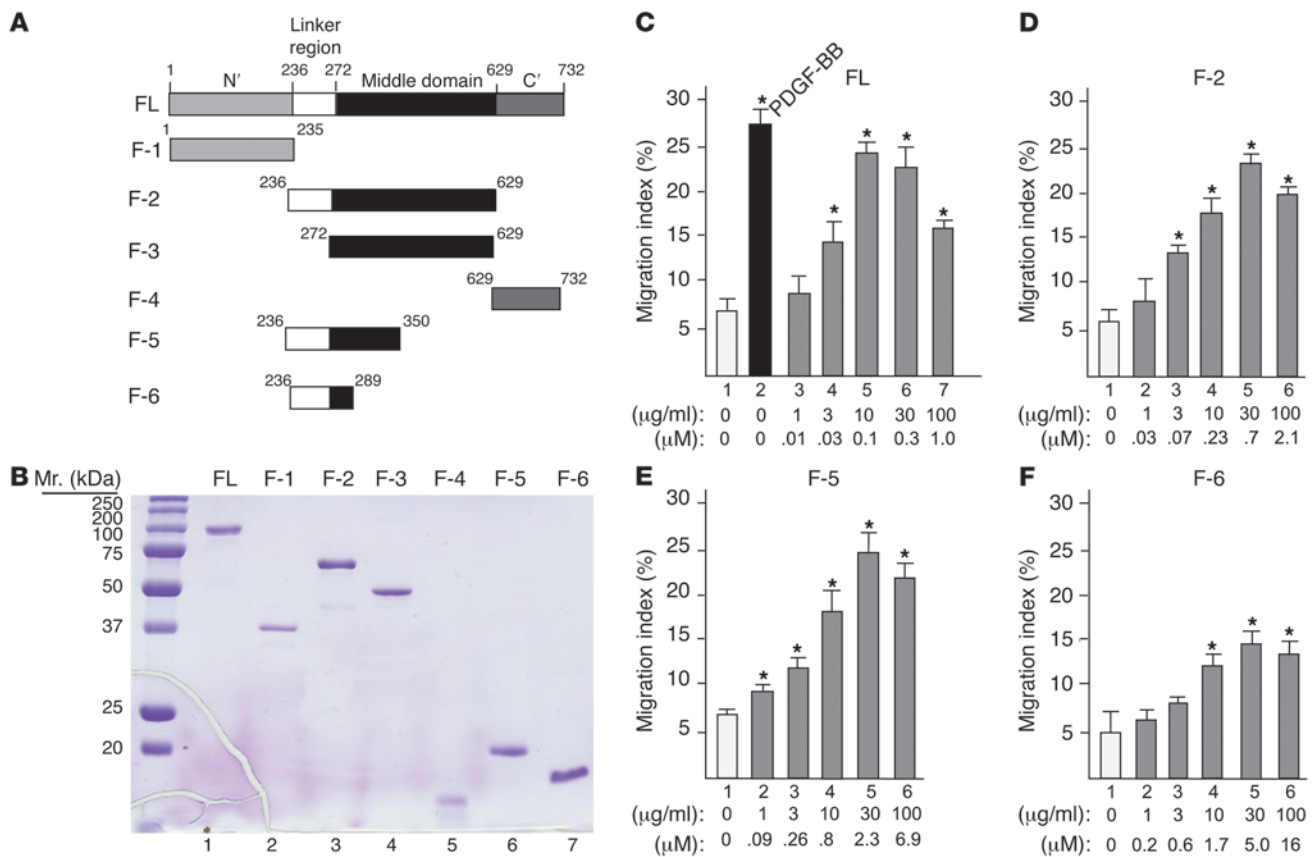 A
Linker
region
1 N′ 236 272 Middle domain 629 C′ 732
FL
1 235
F-1
236 629
F-2
272 629
F-3
629 732
F-4
236 350
F-5
236 289
F-6
B Mr. (kDa) FL F-1 F-2 F-3 F-4 F-5 F-6
250
200
100
75
50
37
25
20
1 2 3 4 5 6 7
C
FL
PDGF-BB
Migration index (%)
30
25
20
15
10
5
* * * * *
1 2 3 4 5 6 7
(μg/ml): 0 0 1 3 10 30 100
(μM): 0 0 .01 .03 0.1 0.3 1.0
D
F-2
Migration index (%)
30
25
20
15
10
5
* * * *
1 2 3 4 5 6
(μg/ml): 0 1 3 10 30 100
(μM): 0 .03 .07 .23 .7 2.1
E
F-5
Migration index (%)
30
25
20
15
10
5
* * * * *
1 2 3 4 5 6
(μg/ml): 0 1 3 10 30 100
(μM): 0 .09 .26 .8 2.3 6.9
F
F-6
Migration index (%)
30
25
20
15
10
5
* * *
1 2 3 4 5 6
(μg/ml): 0 1 3 10 30 100
(μM): 0 0.2 0.6 1.7 5.0 16